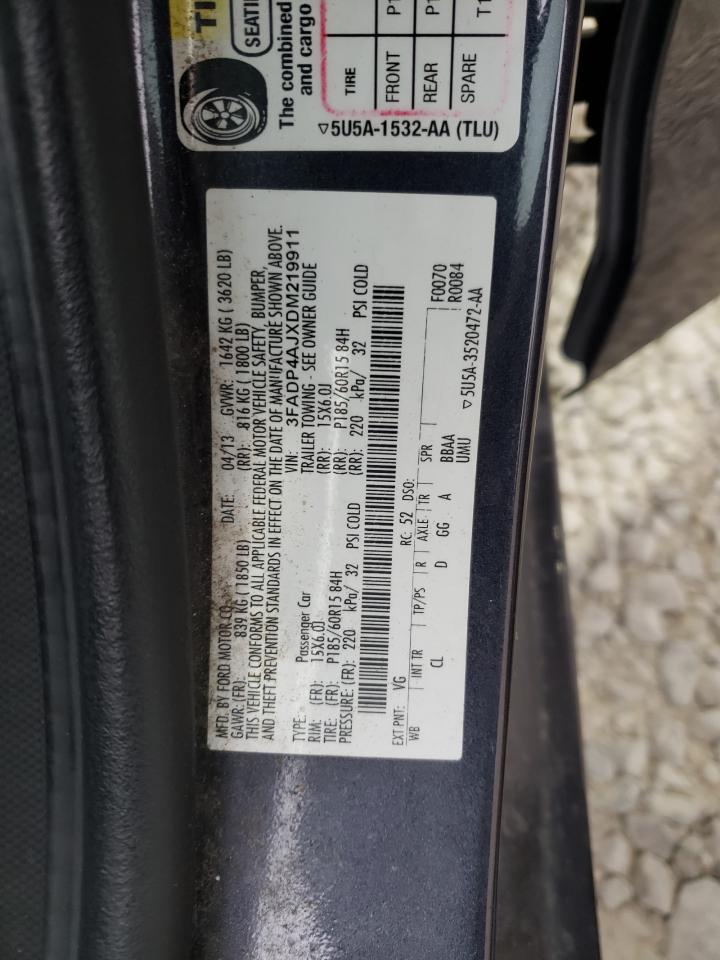 TI
SEATI
The combined
and cargo
TIRE
FRONT P1
REAR P1
SPARE T1
▽5U5A-1532-AA (TLU)
MFD. BY FORD MOTOR CO. DATE: 04/13 GVWR: 1642 KG ( 3620 LB)
GAWR: (FR): 839 KG (1850 LB) (RR): 816 KG (1800 LB)
THIS VEHICLE CONFORMS TO ALL APPLICABLE FEDERAL MOTOR VEHICLE SAFETY, BUMPER,
AND THEFT PREVENTION STANDARDS IN EFFECT ON THE DATE OF MANUFACTURE SHOWN ABOVE.
VIN: 3FADP4AJXDM219911
TYPE: Passenger Car TRAILER TOWING - SEE OWNER GUIDE
RIM: (FR): 15X6.0J (RR): 15X6.0J
TIRE: (FR): P185/60R15 84H (RR): P185/60R15 84H
PRESSURE: (FR): 220 kPa/ 32 PSI COLD (RR): 220 kPa/ 32 PSI COLD
EXT PNT: VG RC: 52 DSO: F0070
WB INT TR TP/PS R AXLE TR SPR R0084
CL D GG A BBAA
UMU
▽5U5A-3520472-AA